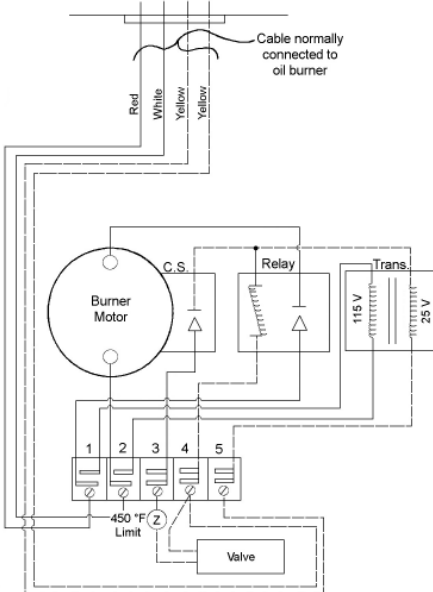 Cable normally
connected to
oil burner
Red
White
Yellow
Yellow
C.S.
Relay
Trans.
Burner
Motor
115 V
25 V
1
2
3
4
5
450 °F
Limit
Z
Valve